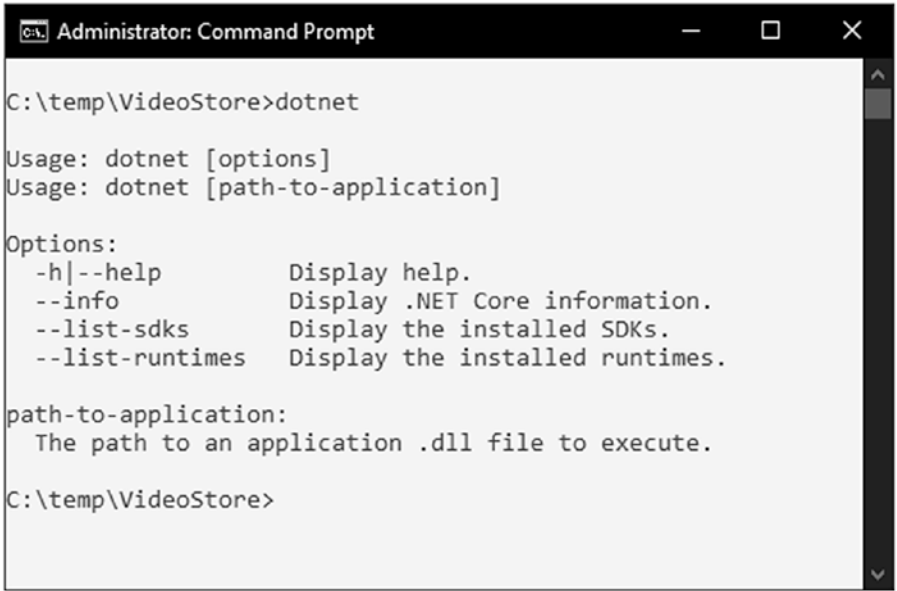 Administrator: Command Prompt
C:\temp\VideoStore>dotnet
Usage: dotnet [options]
Usage: dotnet [path-to-application]
Options:
-h|--help Display help.
--info Display .NET Core information.
--list-sdks Display the installed SDKs.
--list-runtimes Display the installed runtimes.
path-to-application:
The path to an application .dll file to execute.
C:\temp\VideoStore>